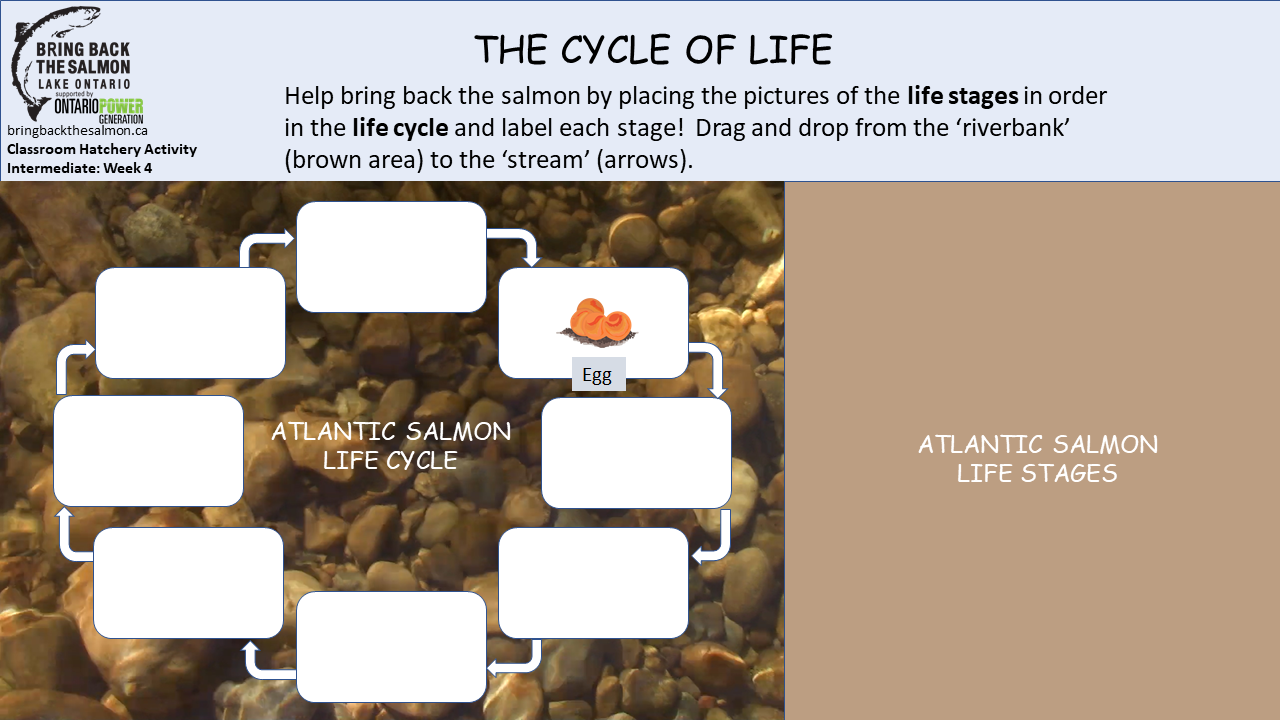 BRING BACK
THE SALMON
LAKE ONTARIO
supported by
ONTARIOPOWER
GENERATION
bringbackthesalmon.ca
Classroom Hatchery Activity
Intermediate: Week 4
THE CYCLE OF LIFE
Help bring back the salmon by placing the pictures of the life stages in order
in the life cycle and label each stage! Drag and drop from the ‘riverbank’
(brown area) to the ‘stream’ (arrows).
Egg
ATLANTIC SALMON
LIFE CYCLE
ATLANTIC SALMON
LIFE STAGES